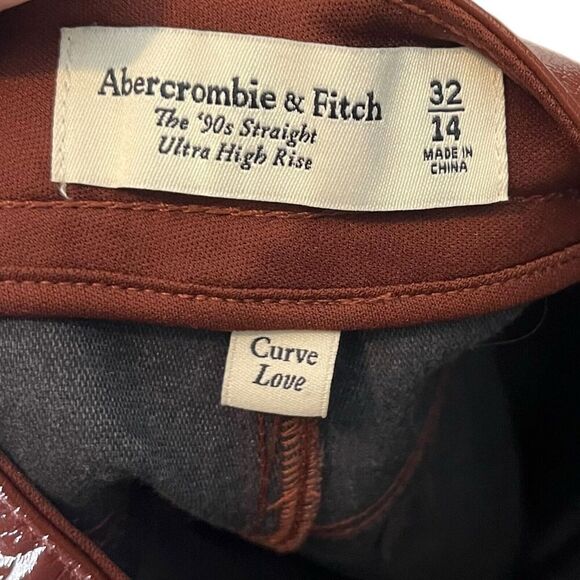 Abercrombie & Fitch
The ‘90s Straight
Ultra High Rise
32
14
MADE IN
CHINA
Curve
Love